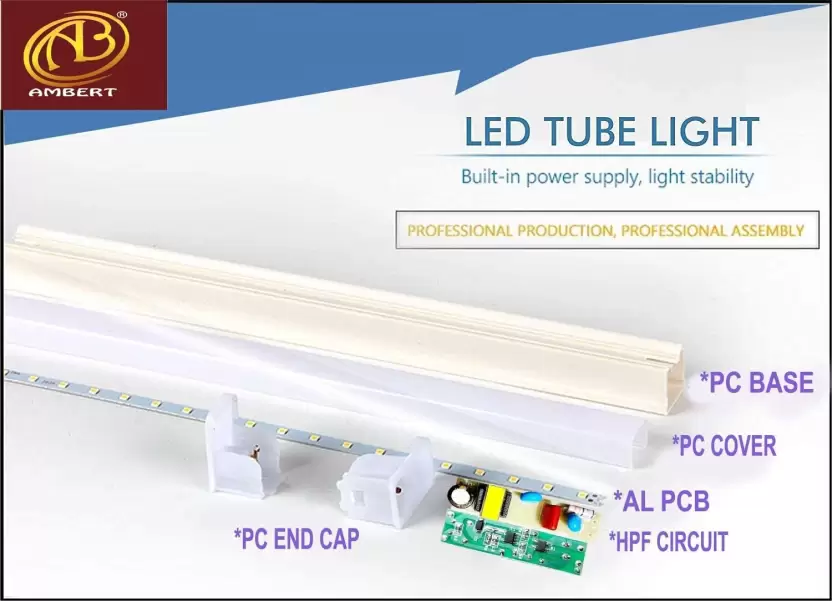 AB®
AMBERT
LED TUBE LIGHT
Built-in power supply, light stability
PROFESSIONAL PRODUCTION, PROFESSIONAL ASSEMBLY
*PC BASE
*PC COVER
*AL PCB
*PC END CAP
*HPF CIRCUIT